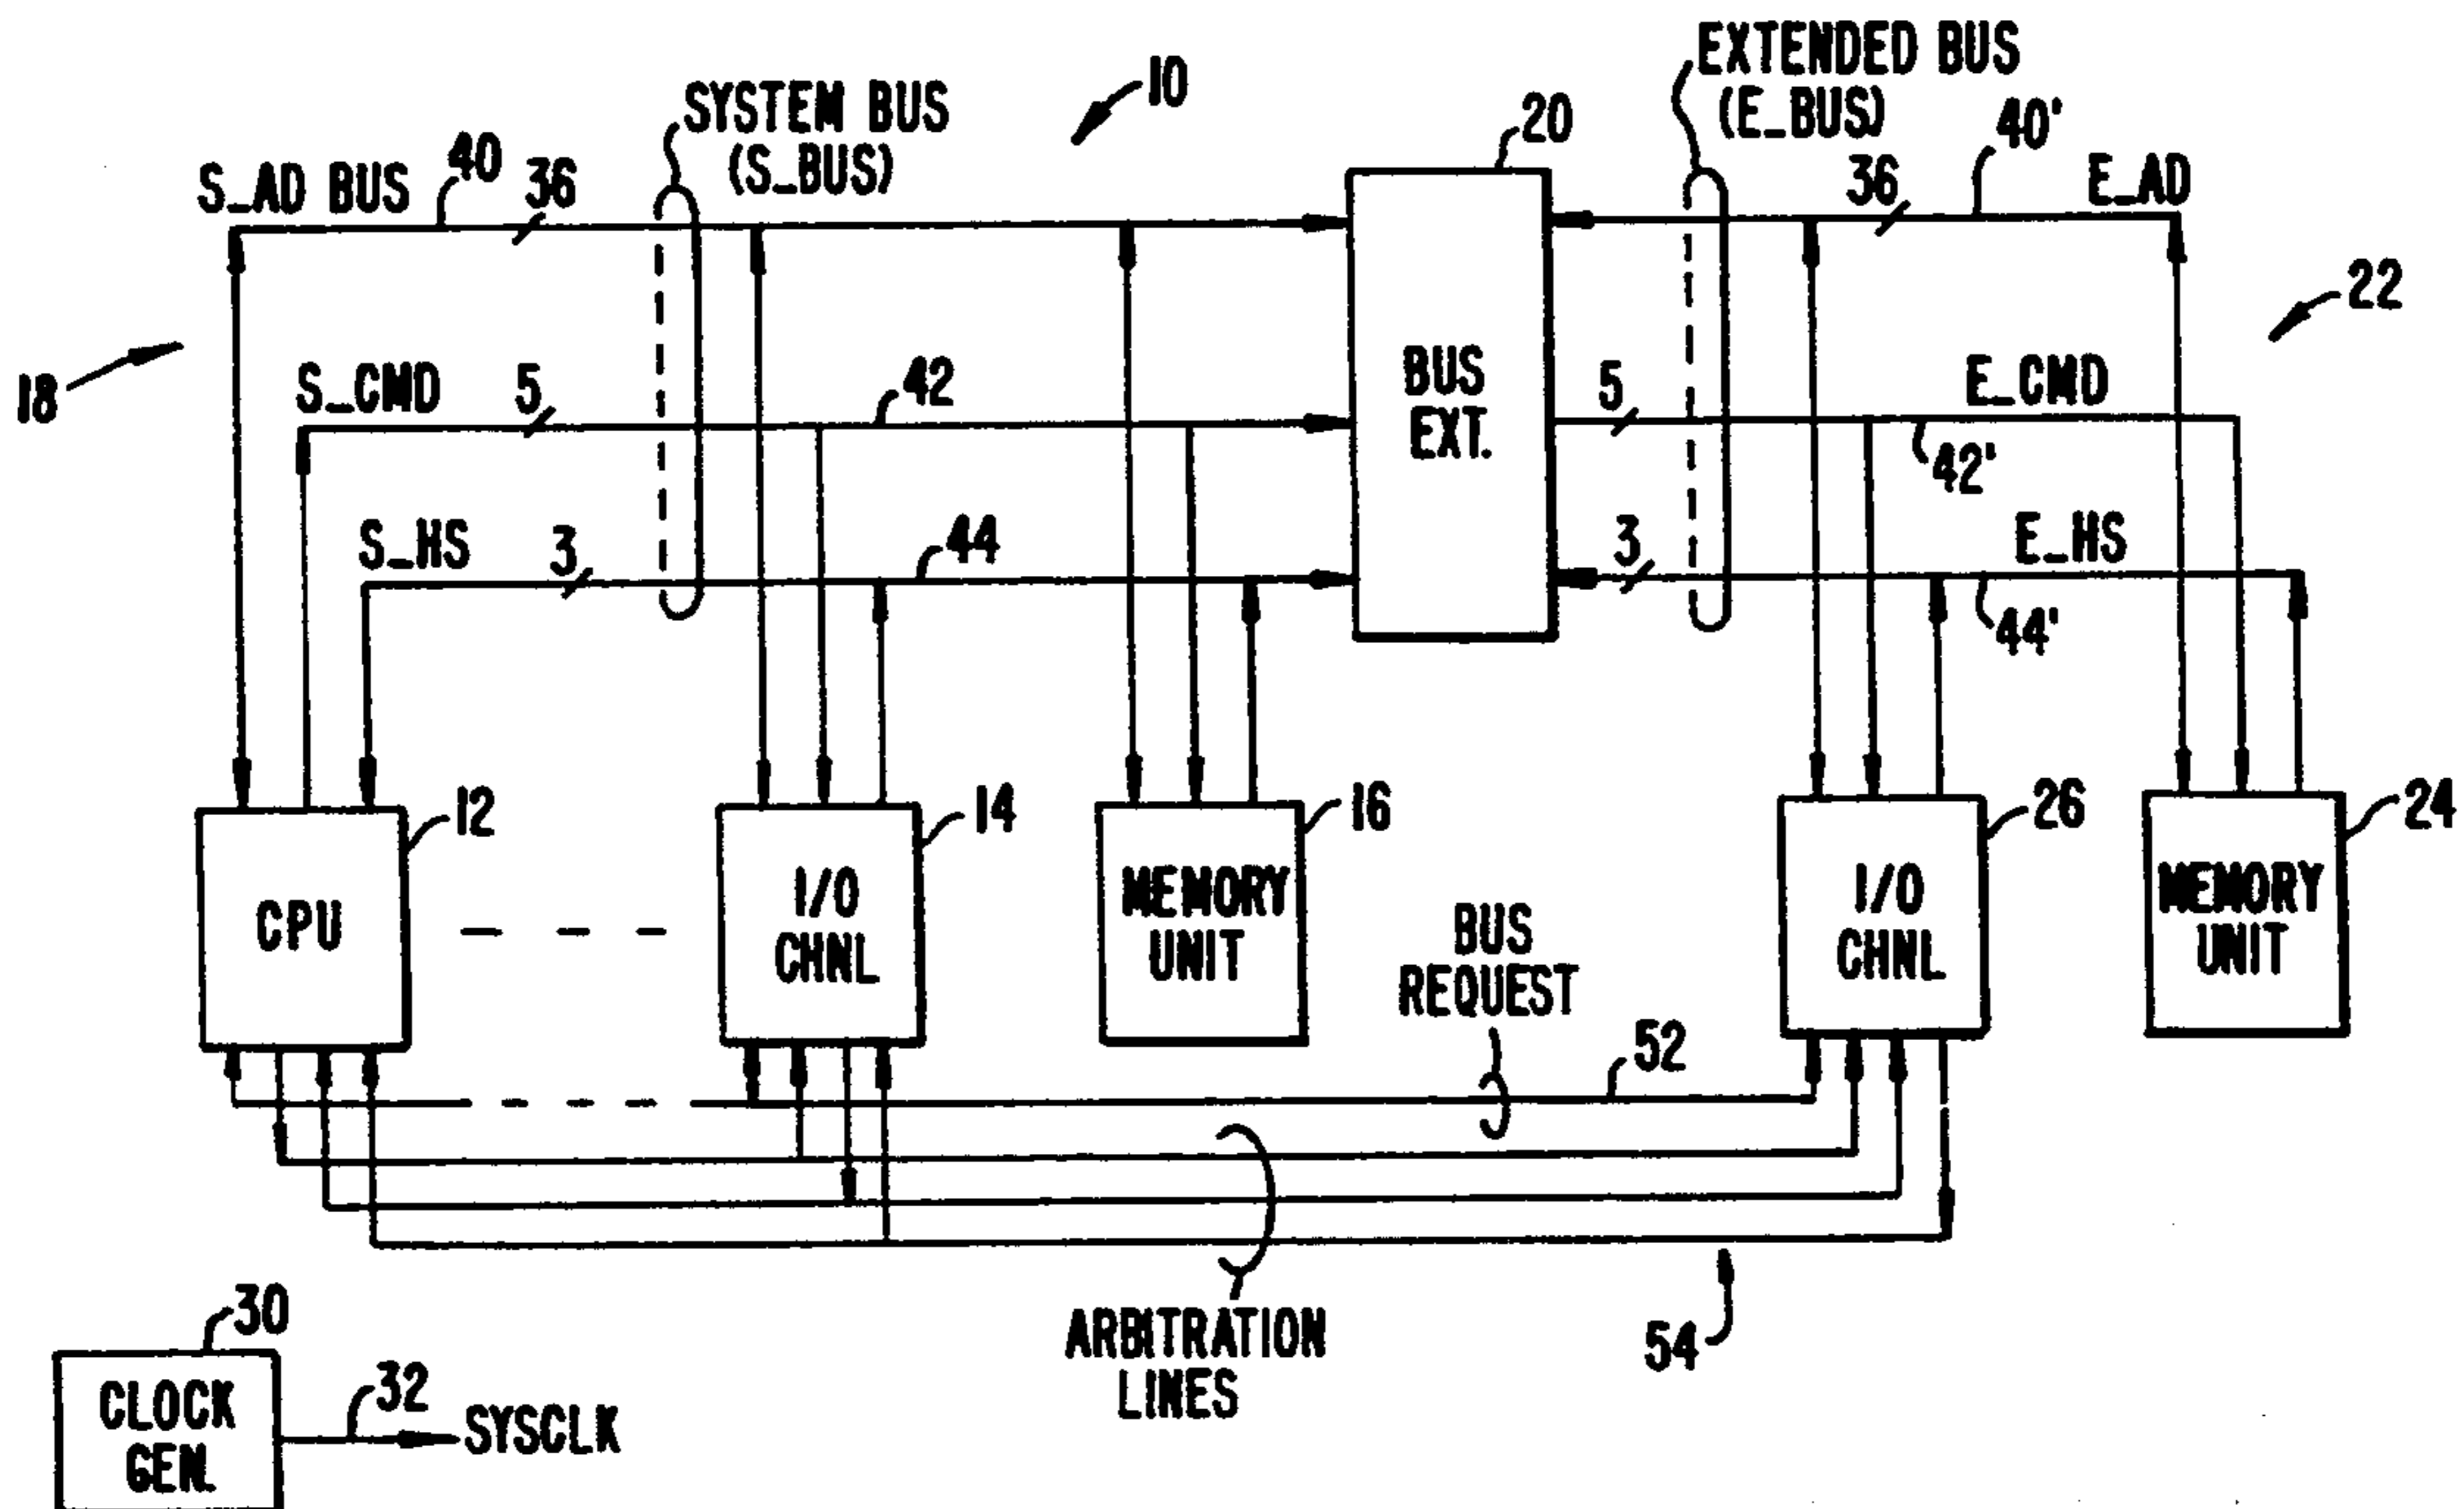 10
SYSTEM BUS
(S_BUS)
EXTENDED BUS
(E_BUS)
20
40'
S_AD BUS
40
36
36
E_AD
22
18
S_CMD
5
42
BUS
EXT.
5
E_CMD
42'
S_HS
3
44
3
E_HS
44'
12
14
16
26
24
CPU
I/O
CHNL
MEMORY
UNIT
I/O
CHNL
MEMORY
UNIT
BUS
REQUEST
52
ARBITRATION
LINES
54
30
CLOCK
GEN.
32
SYSCLK